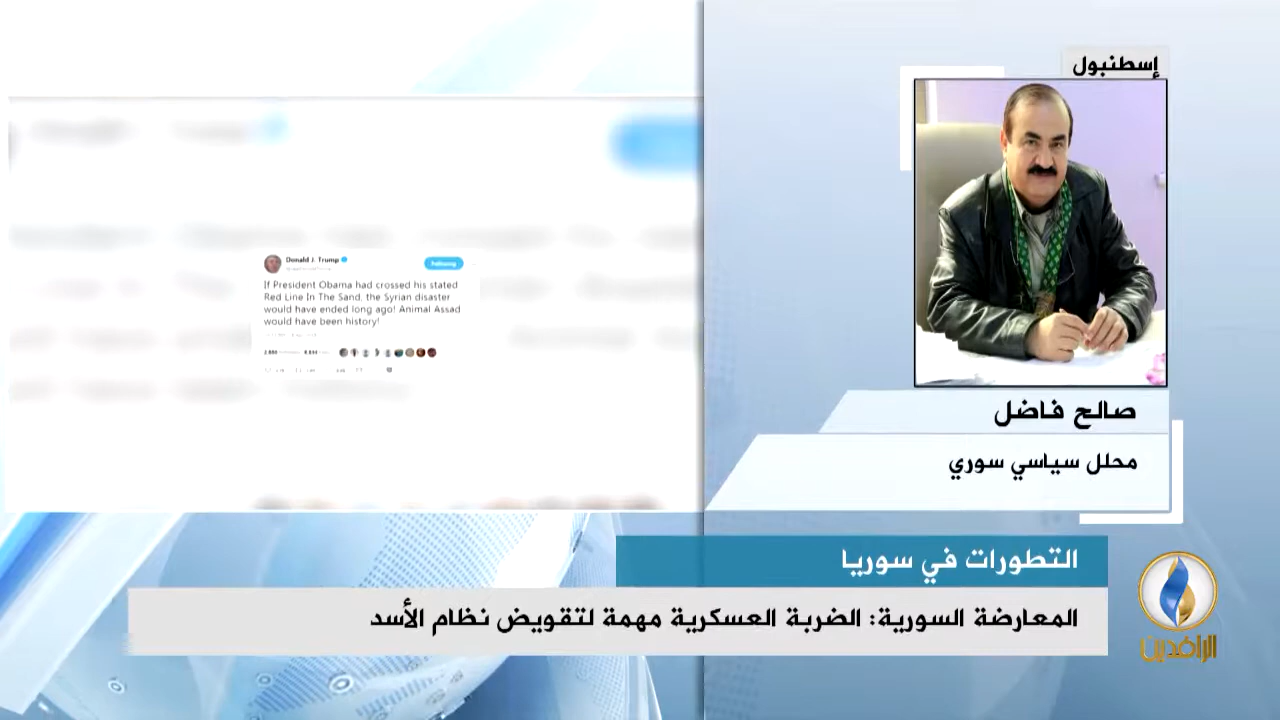 إسطنبول
صالح فاضل
محلل سياسي سوري
Donald J. Trump
Following
If President Obama had crossed his stated
Red Line In The Sand, the Syrian disaster
would have ended long ago! Animal Assad
would have been history!
التطورات في سوريا
المعارضة السورية: الضربة العسكرية مهمة لتقويض نظام الأسد
الرافدين